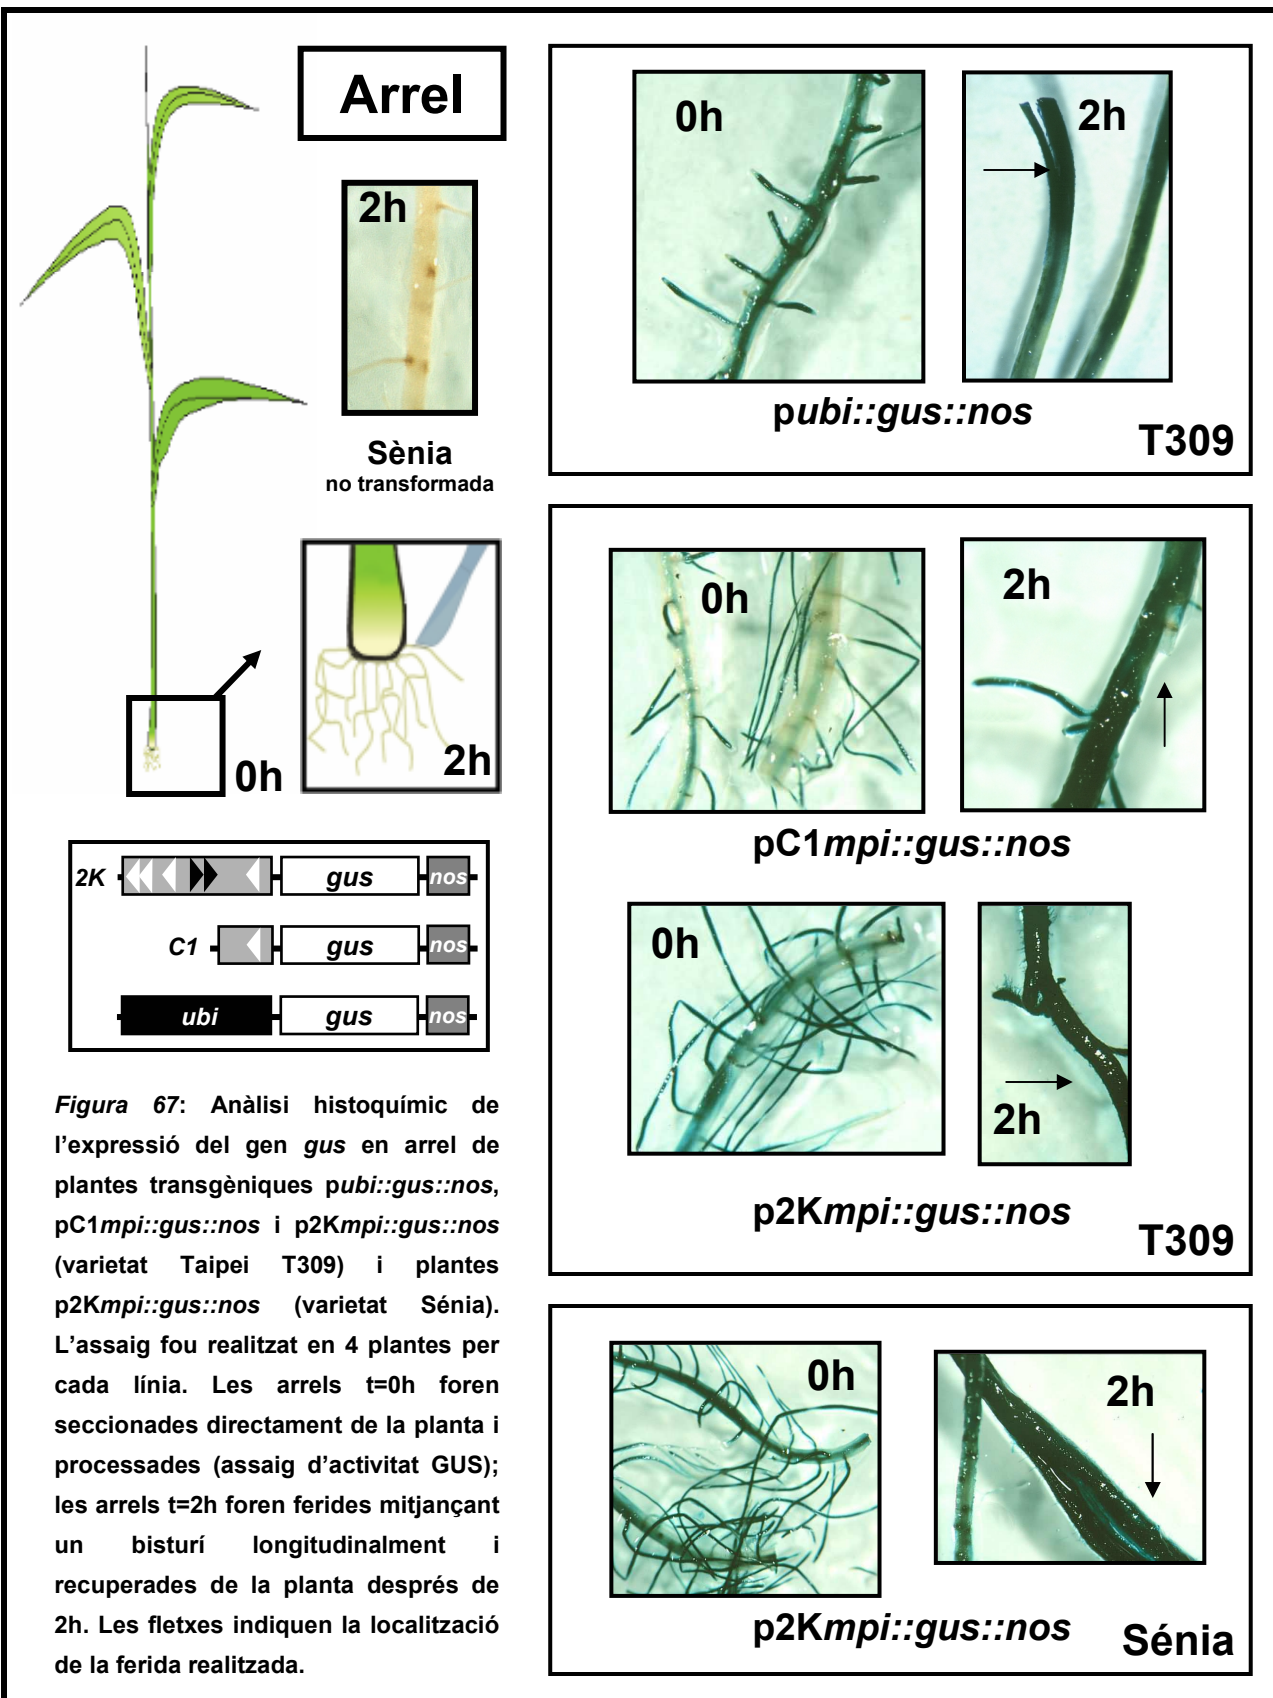 Arrel
2h
Sènia
no transformada
0h
2h
2K gus nos
C1 gus nos
ubi gus nos
Figura 67: Anàlisi histoquímic de
l’expressió del gen gus en arrel de
plantes transgèniques pubi::gus::nos,
pC1mpi::gus::nos i p2Kmpi::gus::nos
(varietat Taipei T309) i plantes
p2Kmpi::gus::nos (varietat Sénia).
L’assaig fou realitzat en 4 plantes per
cada línia. Les arrels t=0h foren
seccionades directament de la planta i
processades (assaig d’activitat GUS);
les arrels t=2h foren ferides mitjançant
un bisturí longitudinalment i
recuperades de la planta després de
2h. Les fletxes indiquen la localització
de la ferida realitzada.
0h
2h
pubi::gus::nos
T309
0h
2h
pC1mpi::gus::nos
0h
2h
p2Kmpi::gus::nos
T309
0h
2h
p2Kmpi::gus::nos
Sénia